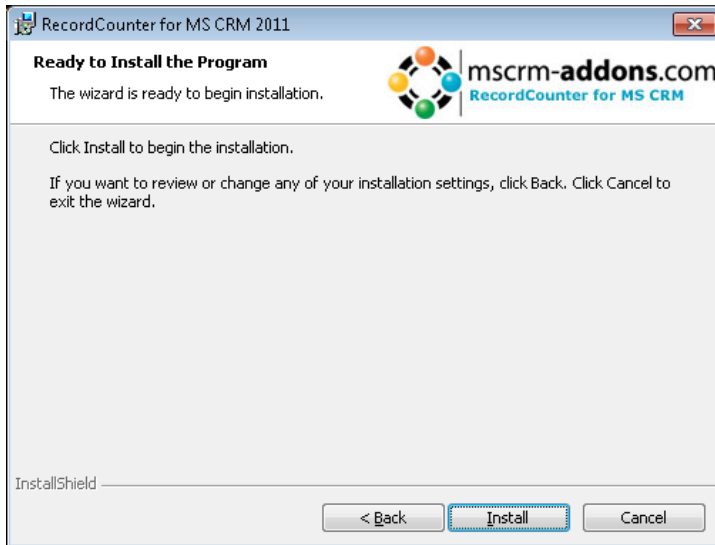 RecordCounter for MS CRM 2011
Ready to Install the Program
The wizard is ready to begin installation.
mscrm-addons.com
RecordCounter for MS CRM
Click Install to begin the installation.
If you want to review or change any of your installation settings, click Back. Click Cancel to
exit the wizard.
InstallShield
< Back
Install
Cancel